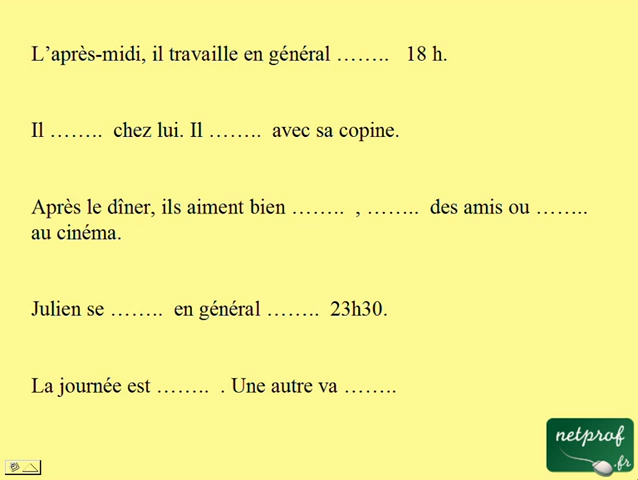 L'après-midi, il travaille en général …….. 18 h.
Il …….. chez lui. Il …….. avec sa copine.
Après le dîner, ils aiment bien …….. , …….. des amis ou ……..
au cinéma.
Julien se …….. en général …….. 23h30.
La journée est …….. . Une autre va ……..
netprof
.fr